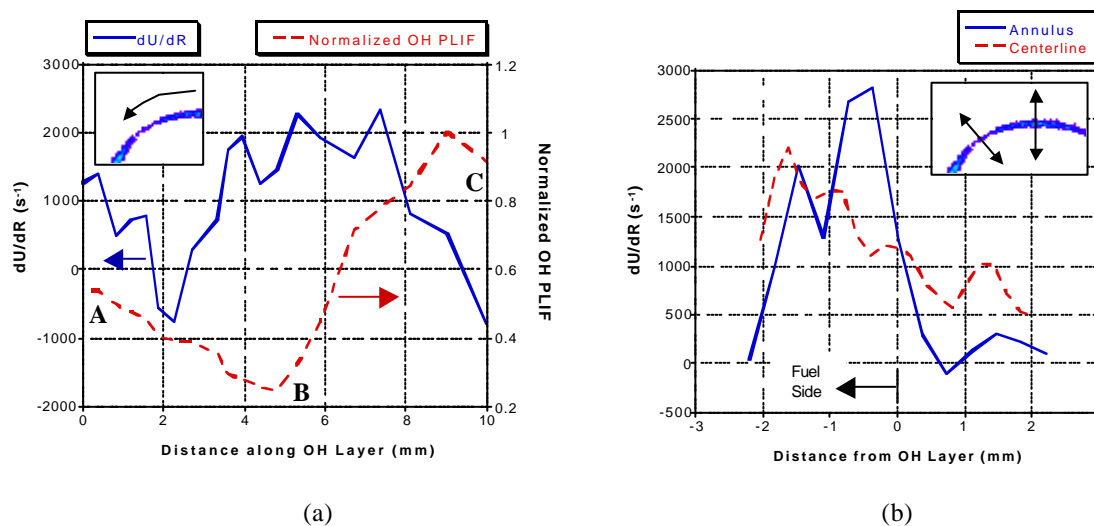 dU/dR
Normalized OH PLIF
3000
2000
1000
0
-1000
-2000
dU/dR (s-1)
1.2
1
0.8
0.6
0.4
0.2
Normalized OH PLIF
A
B
C
0 2 4 6 8 10
Distance along OH Layer (mm)
(a)
Annulus
Centerline
3000
2500
2000
1500
1000
500
0
-500
dU/dR (s-1)
Fuel
Side
-3 -2 -1 0 1 2
Distance from OH Layer (mm)
(b)